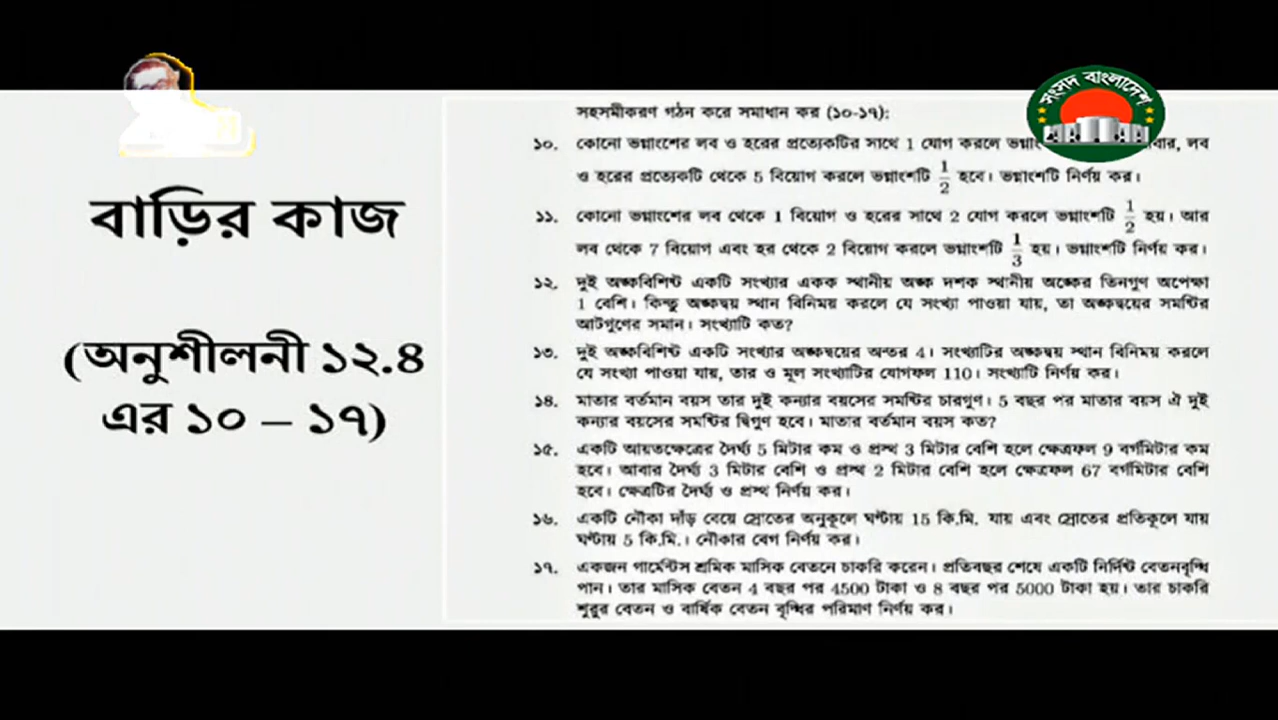 সংসদ বাংলাদেশ
বাড়ির কাজ
(অনুশীলনী ১২.৪
এর ১০ – ১৭)
সহসমীকরণ গঠন করে সমাধান কর (১০-১৭):
১০. কোনো ভগ্নাংশের লব ও হরের প্রত্যেকটির সাথে 1 যোগ করলে লব
ও হরের প্রত্যেকটি থেকে 5 বিয়োগ করলে ভগ্নাংশটি 1/2 হবে। ভগ্নাংশটি নির্ণয় কর।
১১. কোনো ভগ্নাংশের লব থেকে 1 বিয়োগ ও হরের সাথে 2 যোগ করলে ভগ্নাংশটি 1/2 হয়। আর
লব থেকে 7 বিয়োগ এবং হর থেকে 2 বিয়োগ করলে ভগ্নাংশটি 1/3 হয়। ভগ্নাংশটি নির্ণয় কর।
১২. দুই অঙ্কবিশিষ্ট একটি সংখ্যার একক স্থানীয় অঙ্ক দশক স্থানীয় অঙ্কের তিনগুণ অপেক্ষা
1 বেশি। কিন্তু অঙ্কদ্বয় স্থান বিনিময় করলে যে সংখ্যা পাওয়া যায়, তা অঙ্কদ্বয়ের সমষ্টির
আটগুণের সমান। সংখ্যাটি কত?
১৩. দুই অঙ্কবিশিষ্ট একটি সংখ্যার অঙ্কদ্বয়ের অন্তর 4। সংখ্যাটির অঙ্কদ্বয় স্থান বিনিময় করলে
যে সংখ্যা পাওয়া যায়, তার ও মূল সংখ্যাটির যোগফল 110। সংখ্যাটি নির্ণয় কর।
১৪. মাতার বর্তমান বয়স তার দুই কন্যার বয়সের সমষ্টির চারগুণ। 5 বছর পর মাতার বয়স ঐ দুই
কন্যার বয়সের সমষ্টির দ্বিগুণ হবে। মাতার বর্তমান বয়স কত?
১৫. একটি আয়তক্ষেত্রের দৈর্ঘ্য 5 মিটার কম ও প্রস্থ 3 মিটার বেশি হলে ক্ষেত্রফল 9 বর্গমিটার কম
হবে। আবার দৈর্ঘ্য 3 মিটার বেশি ও প্রস্থ 2 মিটার বেশি হলে ক্ষেত্রফল 67 বর্গমিটার বেশি
হবে। ক্ষেত্রটির দৈর্ঘ্য ও প্রস্থ নির্ণয় কর।
১৬. একটি নৌকা দাঁড় বেয়ে স্রোতের অনুকূলে ঘণ্টায় 15 কি.মি. যায় এবং স্রোতের প্রতিকূলে যায়
ঘণ্টায় 5 কি.মি.। নৌকার বেগ নির্ণয় কর।
১৭. একজন গার্মেন্টস শ্রমিক মাসিক বেতনে চাকরি করেন। প্রতিবছর শেষে একটি নির্দিষ্ট বেতনবৃদ্ধি
পান। তার মাসিক বেতন 4 বছর পর 4500 টাকা ও 8 বছর পর 5000 টাকা হয়। তার চাকরি
শুরুর বেতন ও বার্ষিক বেতন বৃদ্ধির পরিমাণ নির্ণয় কর।